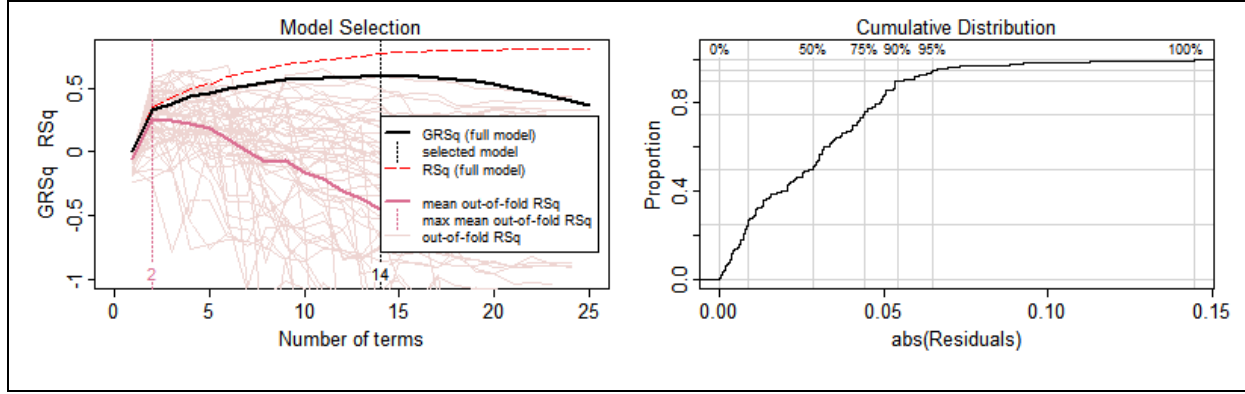 Model Selection
GRSq RSq
0.5
0
-0.5
-1
GRSq (full model)
selected model
RSq (full model)
mean out-of-fold RSq
max mean out-of-fold RSq
out-of-fold RSq
2
14
0 5 10 15 20 25
Number of terms
Cumulative Distribution
0% 50% 75% 90% 95% 100%
Proportion
0.8
0.4
0.0
0.00 0.05 0.10 0.15
abs(Residuals)